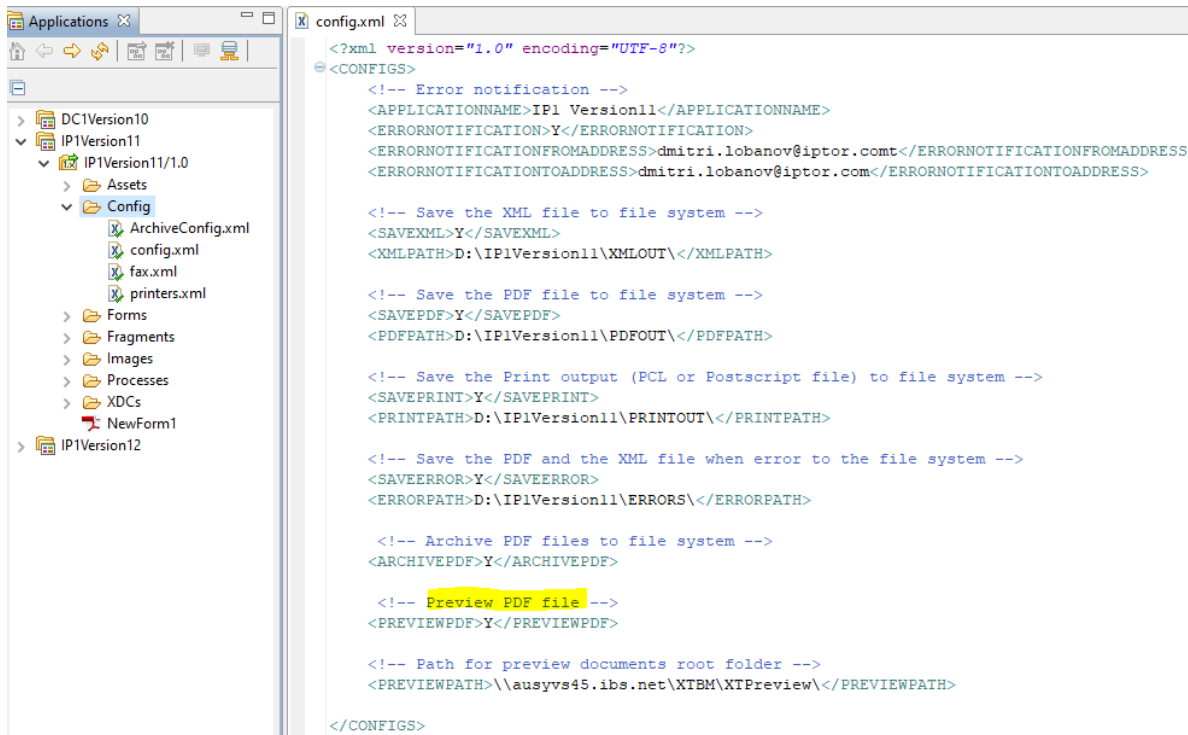 Applications
DC1Version10
IP1Version11
IP1Version11/1.0
Assets
Config
ArchiveConfig.xml
config.xml
fax.xml
printers.xml
Forms
Fragments
Images
Processes
XDCs
NewForm1
IP1Version12
config.xml
<?xml version="1.0" encoding="UTF-8"?>
<CONFIGS>
<!-- Error notification -->
<APPLICATIONNAME>IP1 Version11</APPLICATIONNAME>
<ERRORNOTIFICATION>Y</ERRORNOTIFICATION>
<ERRORNOTIFICATIONFROMADDRESS>dmitri.lobanov@iptor.comt</ERRORNOTIFICATIONFROMADDRESS
<ERRORNOTIFICATIONTOADDRESS>dmitri.lobanov@iptor.com</ERRORNOTIFICATIONTOADDRESS>
<!-- Save the XML file to file system -->
<SAVEXML>Y</SAVEXML>
<XMLPATH>D:\IP1Version11\XMLOUT\</XMLPATH>
<!-- Save the PDF file to file system -->
<SAVEPDF>Y</SAVEPDF>
<PDFPATH>D:\IP1Version11\PDFOUT\</PDFPATH>
<!-- Save the Print output (PCL or Postscript file) to file system -->
<SAVEPRINT>Y</SAVEPRINT>
<PRINTPATH>D:\IP1Version11\PRINTOUT\</PRINTPATH>
<!-- Save the PDF and the XML file when error to the file system -->
<SAVEERROR>Y</SAVEERROR>
<ERRORPATH>D:\IP1Version11\ERRORS\</ERRORPATH>
<!-- Archive PDF files to file system -->
<ARCHIVEPDF>Y</ARCHIVEPDF>
<!-- Preview PDF file -->
<PREVIEWPDF>Y</PREVIEWPDF>
<!-- Path for preview documents root folder -->
<PREVIEWPATH>\\ausyvs45.ibs.net\XTBM\XTPreview\</PREVIEWPATH>
</CONFIGS>